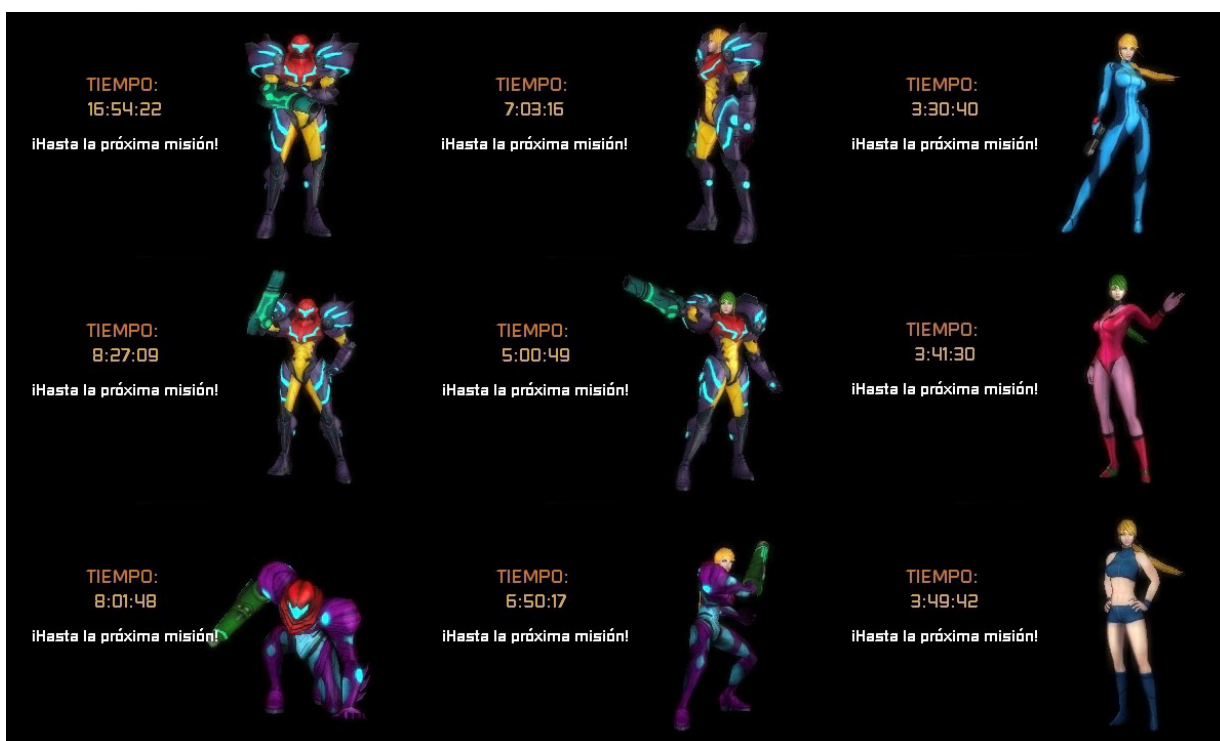 TIEMPO:
16:54:22
¡Hasta la próxima misión!
TIEMPO:
7:03:16
¡Hasta la próxima misión!
TIEMPO:
3:30:40
¡Hasta la próxima misión!
TIEMPO:
8:27:09
¡Hasta la próxima misión!
TIEMPO:
5:00:49
¡Hasta la próxima misión!
TIEMPO:
3:41:30
¡Hasta la próxima misión!
TIEMPO:
8:01:48
¡Hasta la próxima misión!
TIEMPO:
6:50:17
¡Hasta la próxima misión!
TIEMPO:
3:49:42
¡Hasta la próxima misión!